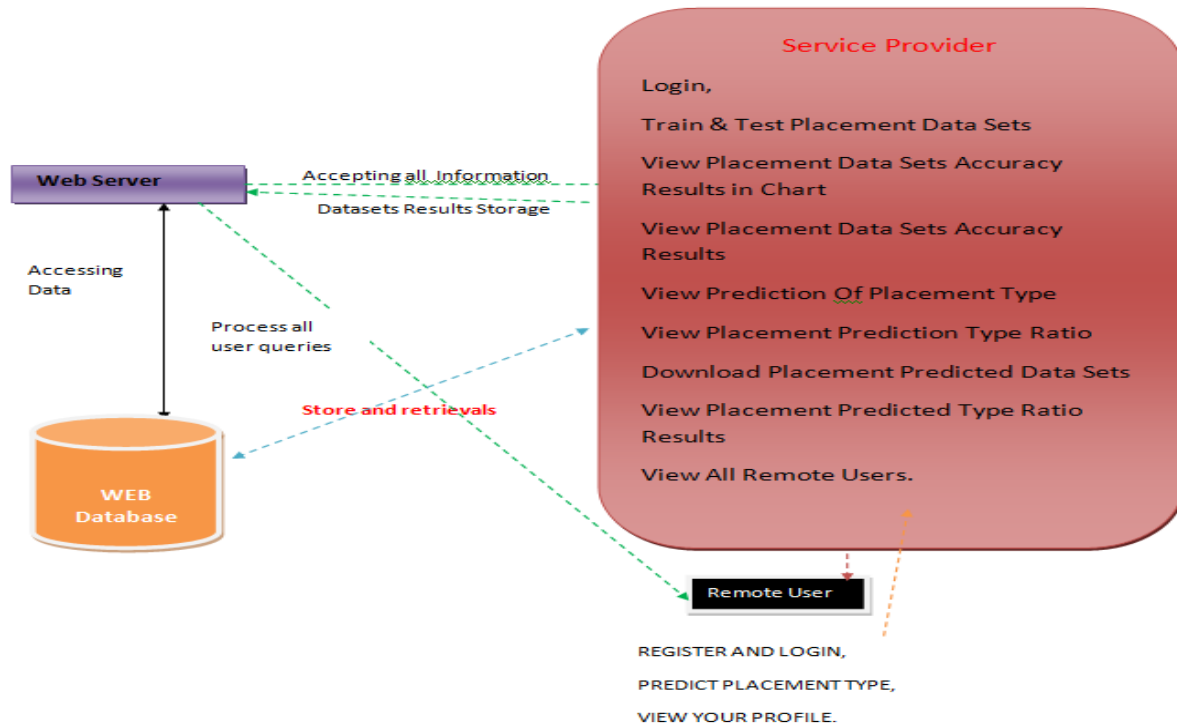 Service Provider
Login,
Train & Test Placement Data Sets
View Placement Data Sets Accuracy
Results in Chart
View Placement Data Sets Accuracy
Results
View Prediction Of Placement Type
View Placement Prediction Type Ratio
Download Placement Predicted Data Sets
View Placement Predicted Type Ratio
Results
View All Remote Users.
Web Server
Accepting all Information
Datasets Results Storage
Accessing
Data
Process all
user queries
Store and retrievals
WEB
Database
Remote User
REGISTER AND LOGIN,
PREDICT PLACEMENT TYPE,
VIEW YOUR PROFILE.